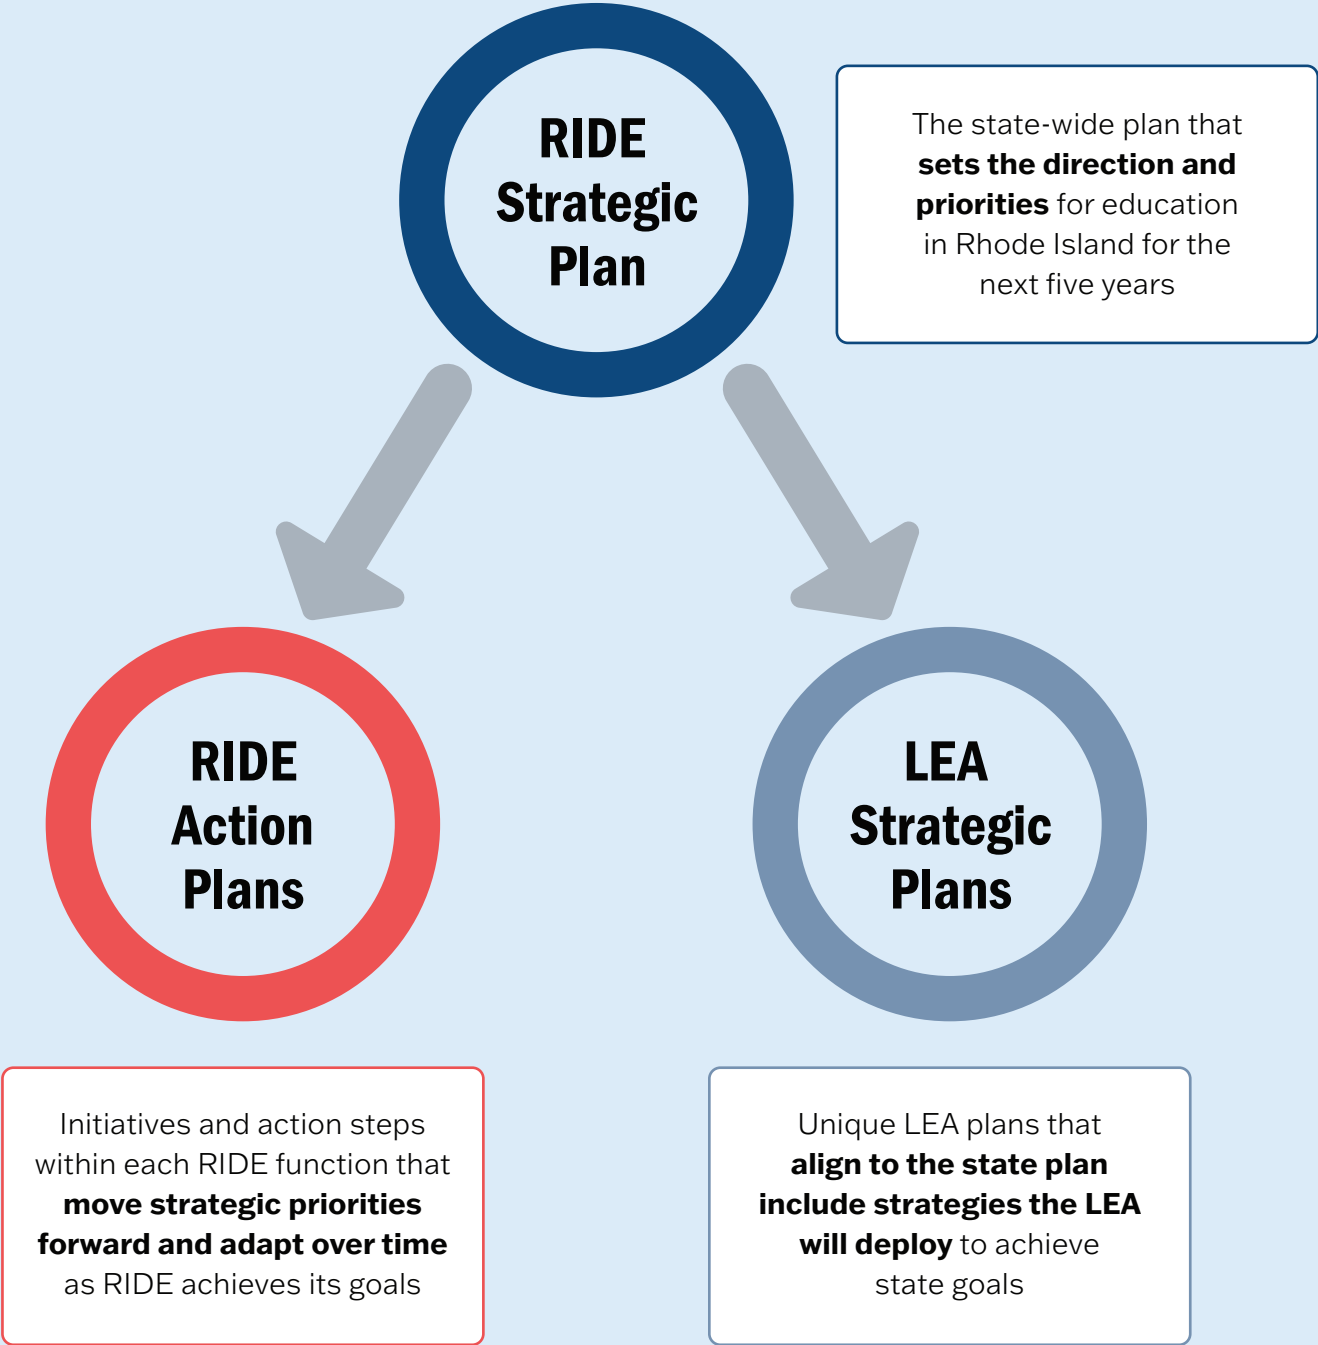 RIDE
Strategic
Plan
The state-wide plan that
sets the direction and
priorities for education
in Rhode Island for the
next five years
RIDE
Action
Plans
Initiatives and action steps
within each RIDE function that
move strategic priorities
forward and adapt over time
as RIDE achieves its goals
LEA
Strategic
Plans
Unique LEA plans that
align to the state plan
include strategies the LEA
will deploy to achieve
state goals